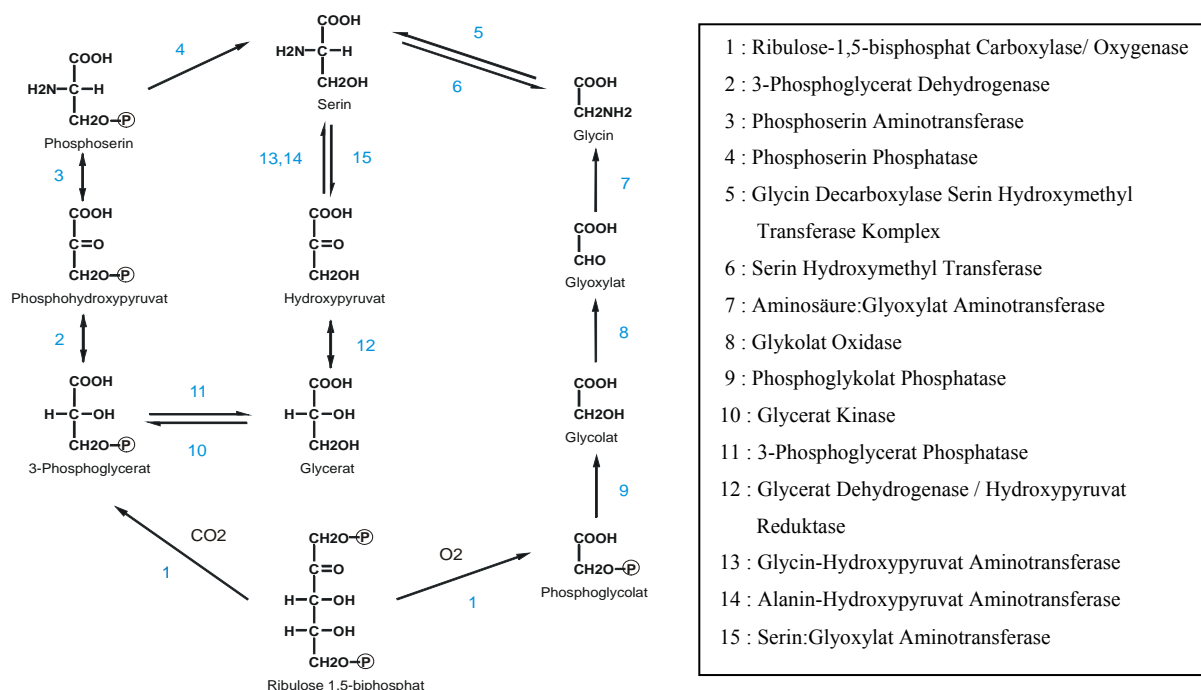 COOH
H2N—C—H
CH2OH
Serin
4
5
6
COOH
H2N—C—H
CH2O—P
Phosphoserin
COOH
CH2NH2
Glycin
3
13,14
15
7
COOH
C=O
CH2O—P
Phosphohydroxypyruvat
COOH
C=O
CH2OH
Hydroxypyruvat
COOH
CHO
Glyoxylat
2
12
8
COOH
H—C—OH
CH2O—P
3-Phosphoglycerat
11
10
COOH
H—C—OH
CH2OH
Glycerat
COOH
CH2OH
Glycolat
9
CO2
1
CH2O—P
C=O
H—C—OH
H—C—OH
CH2O—P
Ribulose 1,5-biphosphat
O2
1
COOH
CH2O—P
Phosphoglycolat
1 : Ribulose-1,5-bisphosphat Carboxylase/ Oxygenase
2 : 3-Phosphoglycerat Dehydrogenase
3 : Phosphoserin Aminotransferase
4 : Phosphoserin Phosphatase
5 : Glycin Decarboxylase Serin Hydroxymethyl
Transferase Komplex
6 : Serin Hydroxymethyl Transferase
7 : Aminosäure:Glyoxylat Aminotransferase
8 : Glykolat Oxidase
9 : Phosphoglykolat Phosphatase
10 : Glycerat Kinase
11 : 3-Phosphoglycerat Phosphatase
12 : Glycerat Dehydrogenase / Hydroxypyruvat
Reduktase
13 : Glycin-Hydroxypyruvat Aminotransferase
14 : Alanin-Hydroxypyruvat Aminotransferase
15 : Serin:Glyoxylat Aminotransferase